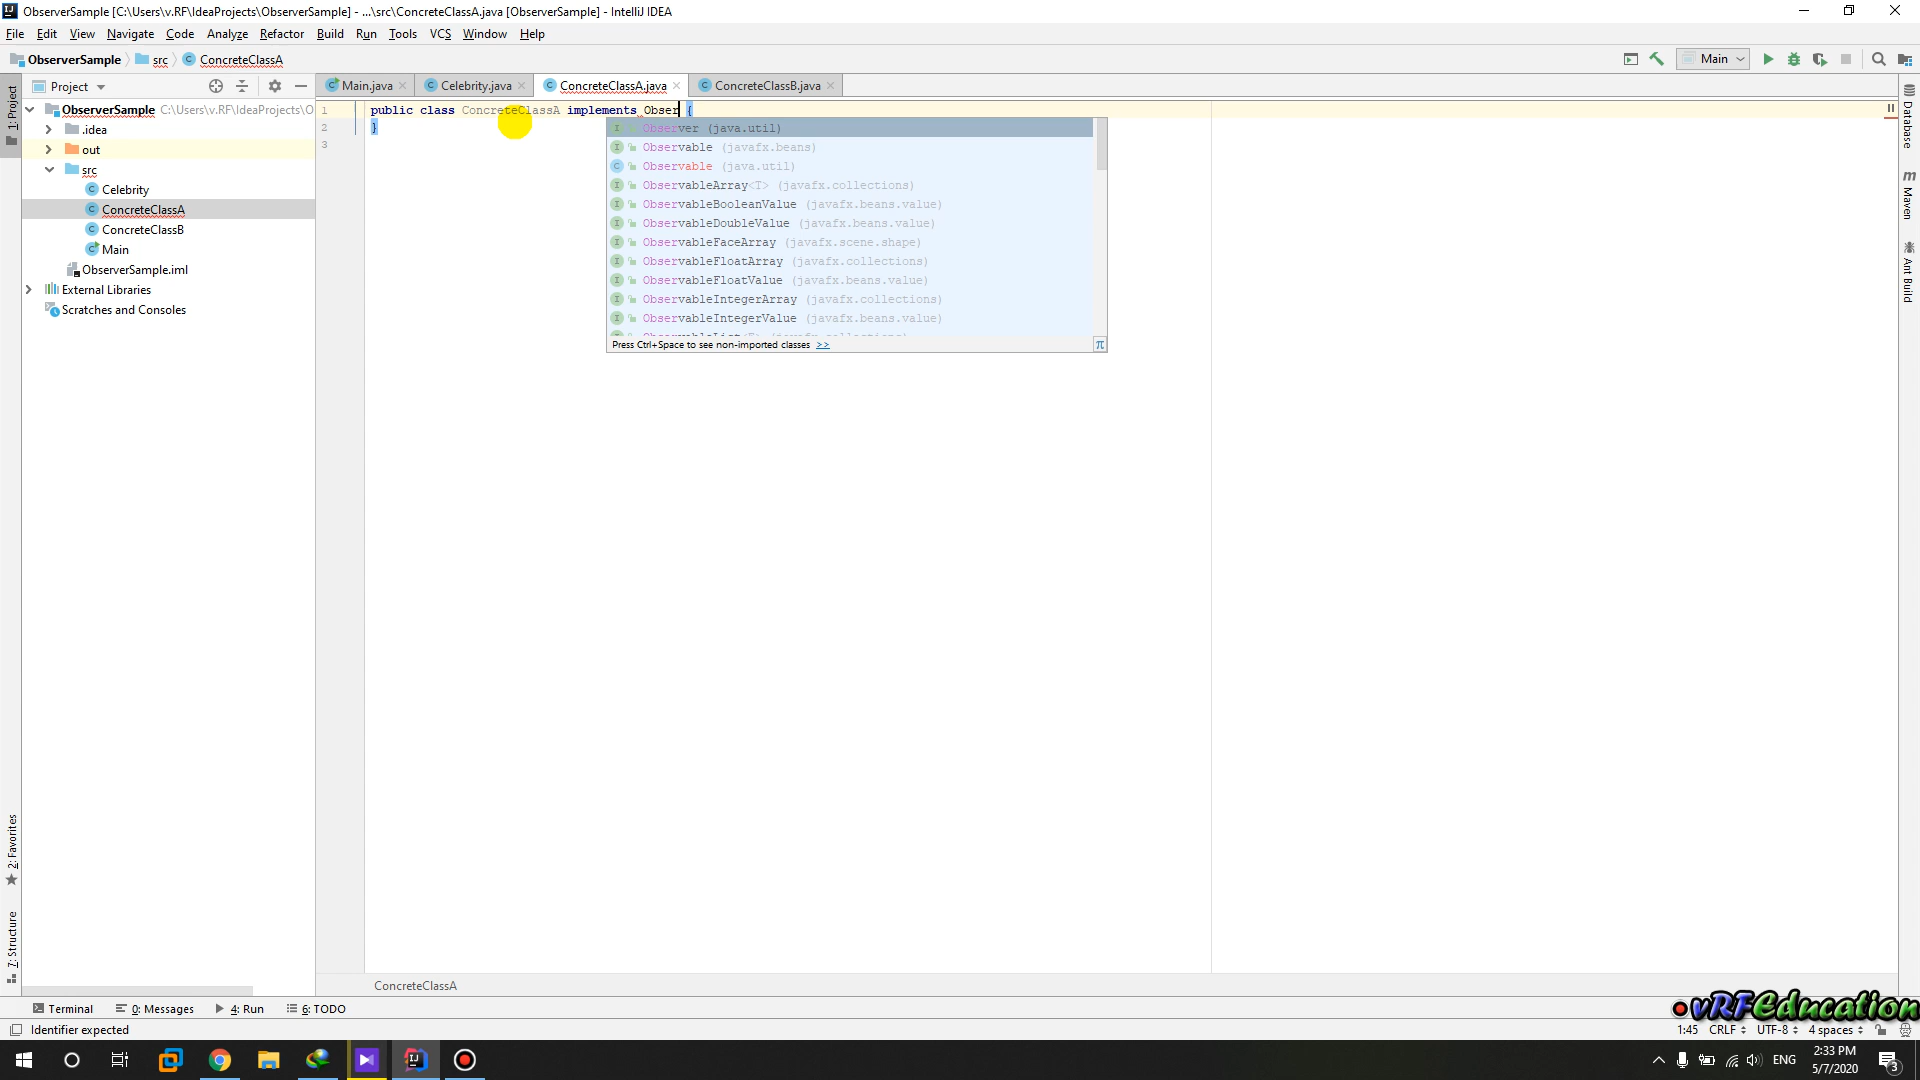 ObserverSample [C:\Users\v.RF\IdeaProjects\ObserverSample] - ...\src\ConcreteClassA.java [ObserverSample] - IntelliJ IDEA
File Edit View Navigate Code Analyze Refactor Build Run Tools VCS Window Help
ObserverSample src ConcreteClassA Main
Project Main.java Celebrity.java ConcreteClassA.java ConcreteClassB.java
1: Project
ObserverSample C:\Users\v.RF\IdeaProjects\O
.idea
out
src
Celebrity
ConcreteClassA
ConcreteClassB
Main
ObserverSample.iml
External Libraries
Scratches and Consoles
1 public class ConcreteClassA implements Obser {
2 }
3
Observer (java.util)
Observable (javafx.beans)
Observable (java.util)
ObservableArray<T> (javafx.collections)
ObservableBooleanValue (javafx.beans.value)
ObservableDoubleValue (javafx.beans.value)
ObservableFaceArray (javafx.scene.shape)
ObservableFloatArray (javafx.collections)
ObservableFloatValue (javafx.beans.value)
ObservableIntegerArray (javafx.collections)
ObservableIntegerValue (javafx.beans.value)
Press Ctrl+Space to see non-imported classes >>
π
Database
m Maven
Ant Build
2: Favorites
7: Structure
ConcreteClassA
Terminal 0: Messages 4: Run 6: TODO
vRFEducation
Identifier expected
1:45 CRLF UTF-8 4 spaces
ENG
2:33 PM
5/7/2020
3